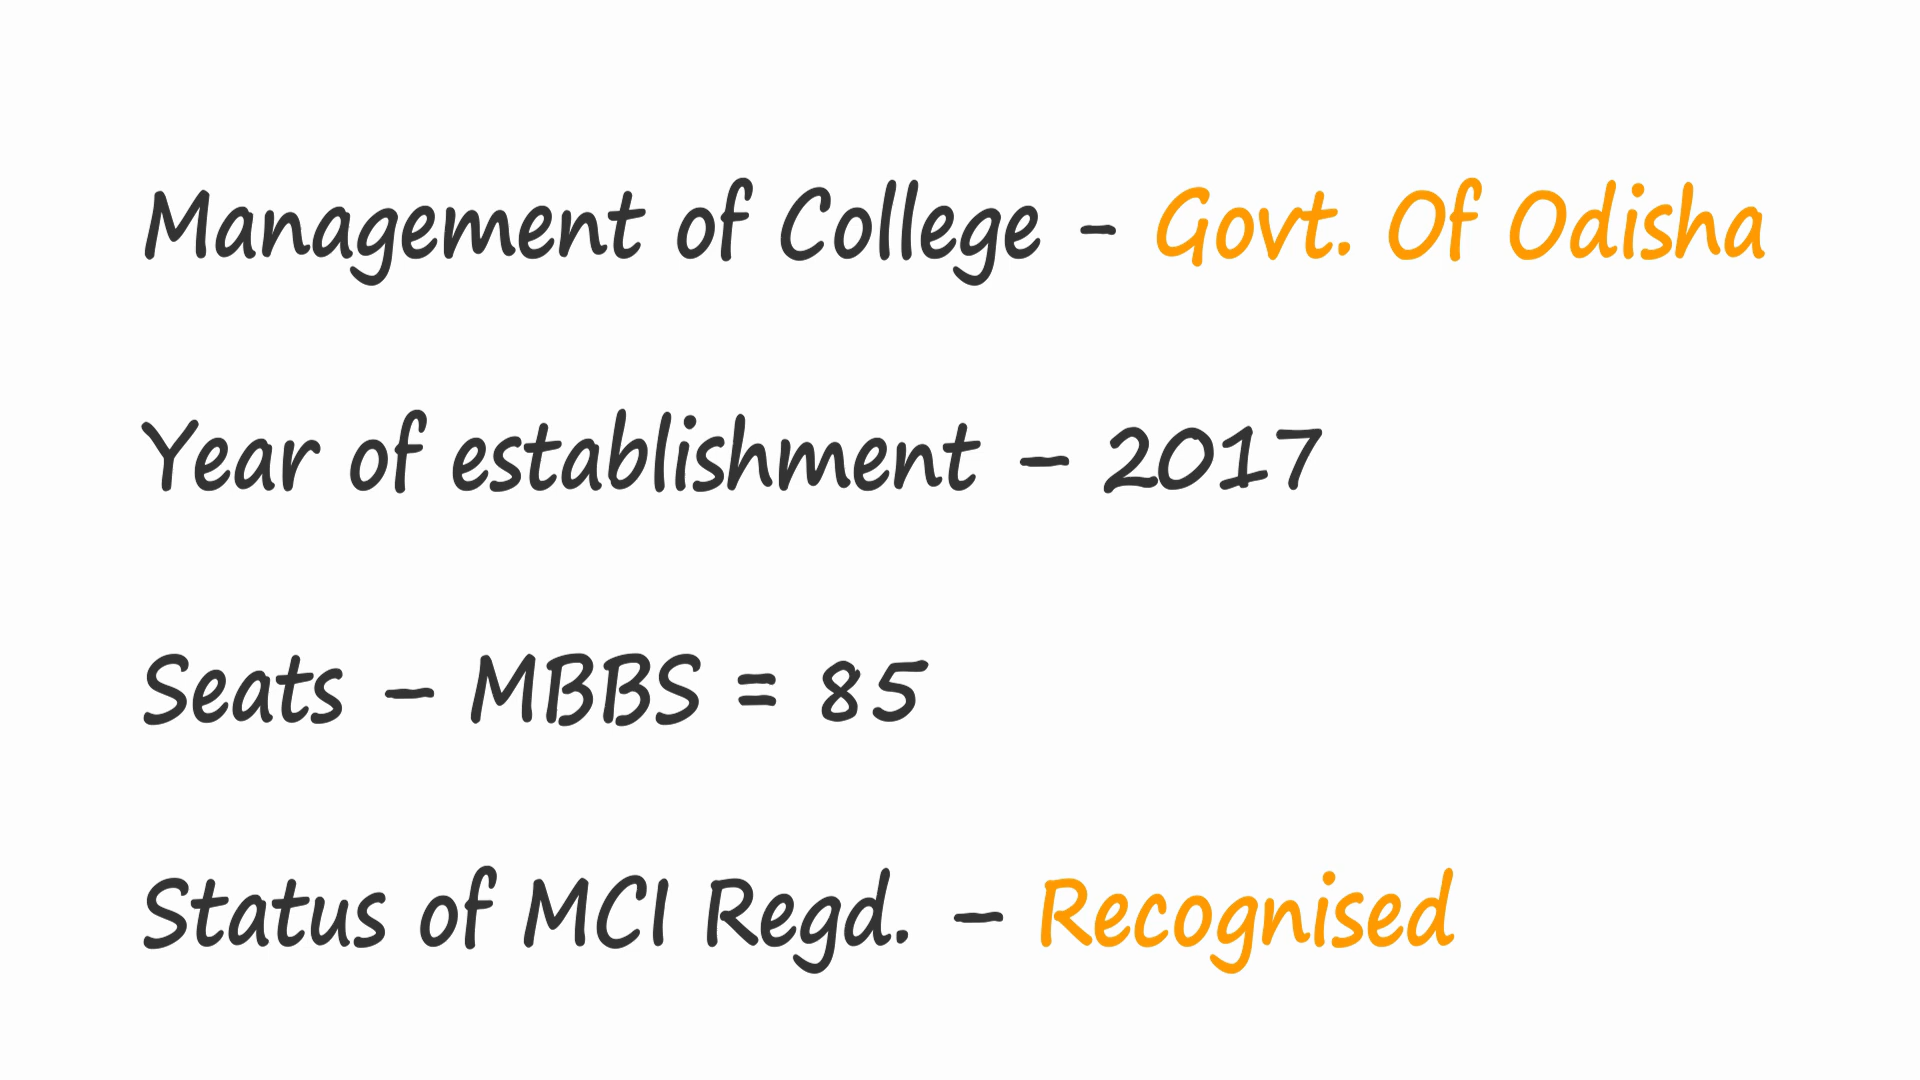 Management of College - Govt. Of Odisha
Year of establishment – 2017
Seats – MBBS = 85
Status of MCI Regd. – Recognised